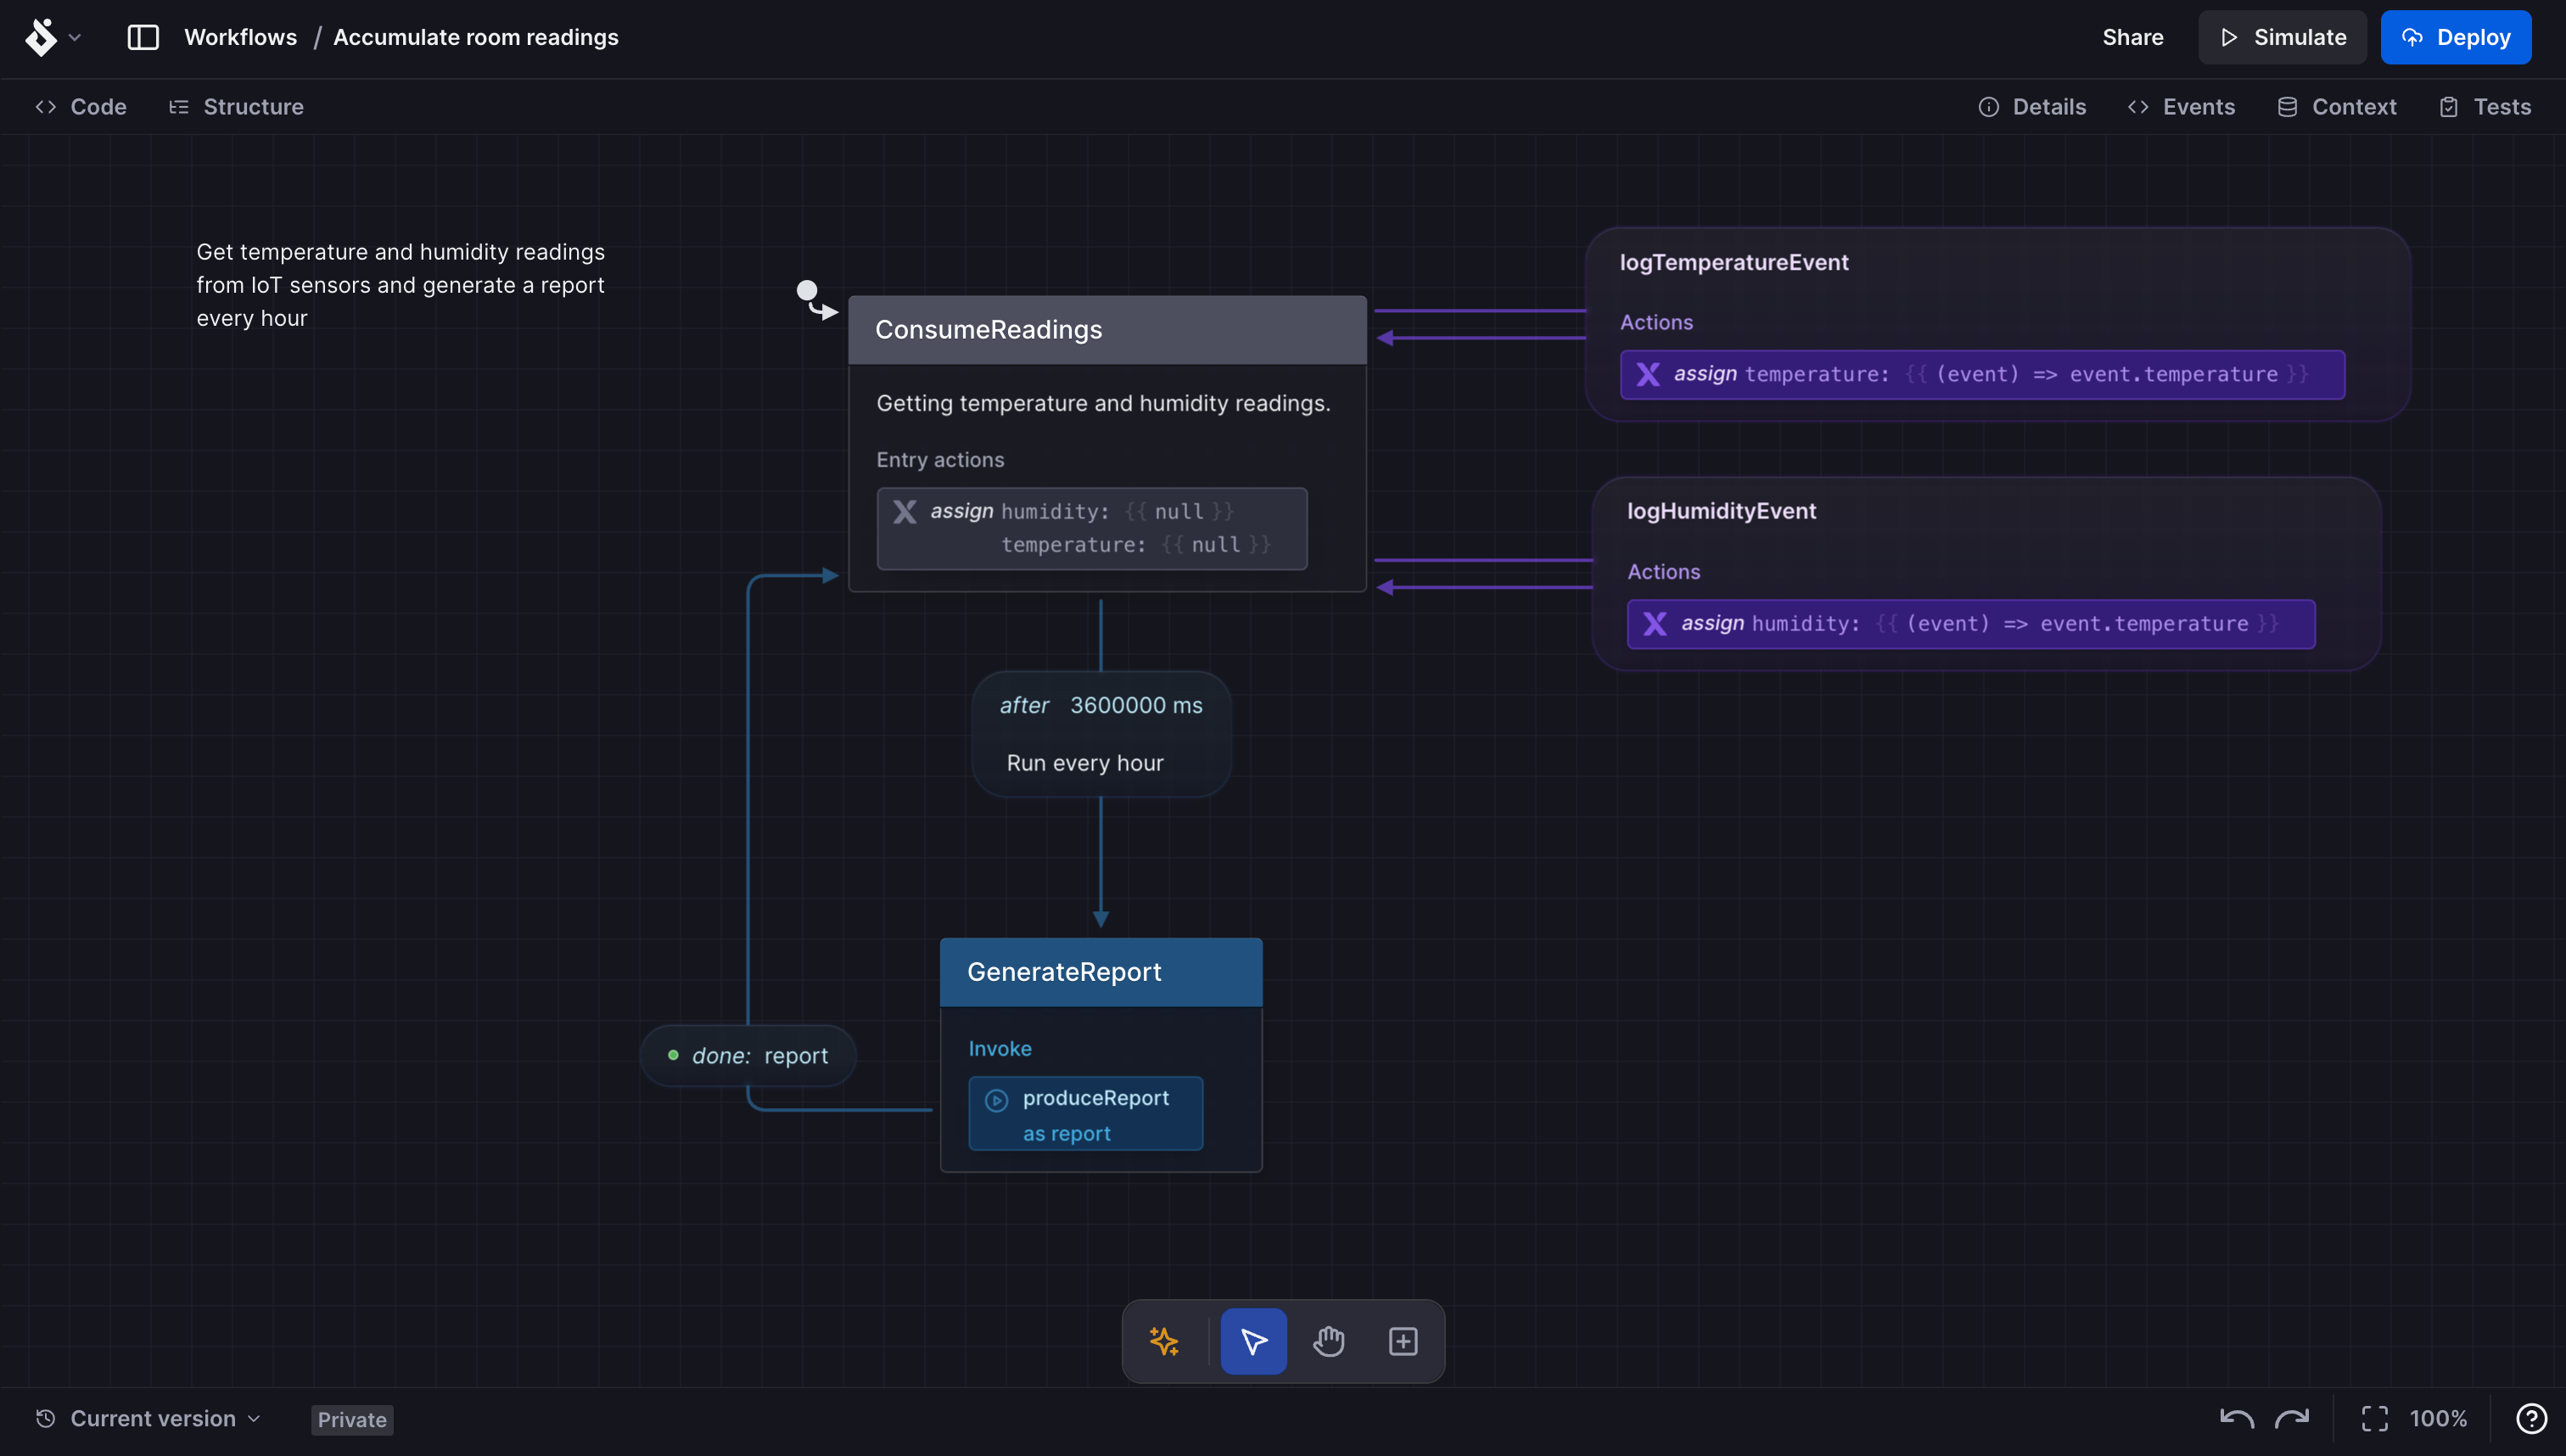 Workflows / Accumulate room readings
Share
Simulate
Deploy
Code
Structure
Details
Events
Context
Tests
Get temperature and humidity readings
from IoT sensors and generate a report
every hour
ConsumeReadings
Getting temperature and humidity readings.
Entry actions
assign humidity: {{ null }}
temperature: {{ null }}
logTemperatureEvent
Actions
assign temperature: {{ (event) => event.temperature }}
logHumidityEvent
Actions
assign humidity: {{ (event) => event.temperature }}
after 3600000 ms
Run every hour
GenerateReport
Invoke
produceReport
as report
done: report
Current version
Private
100%